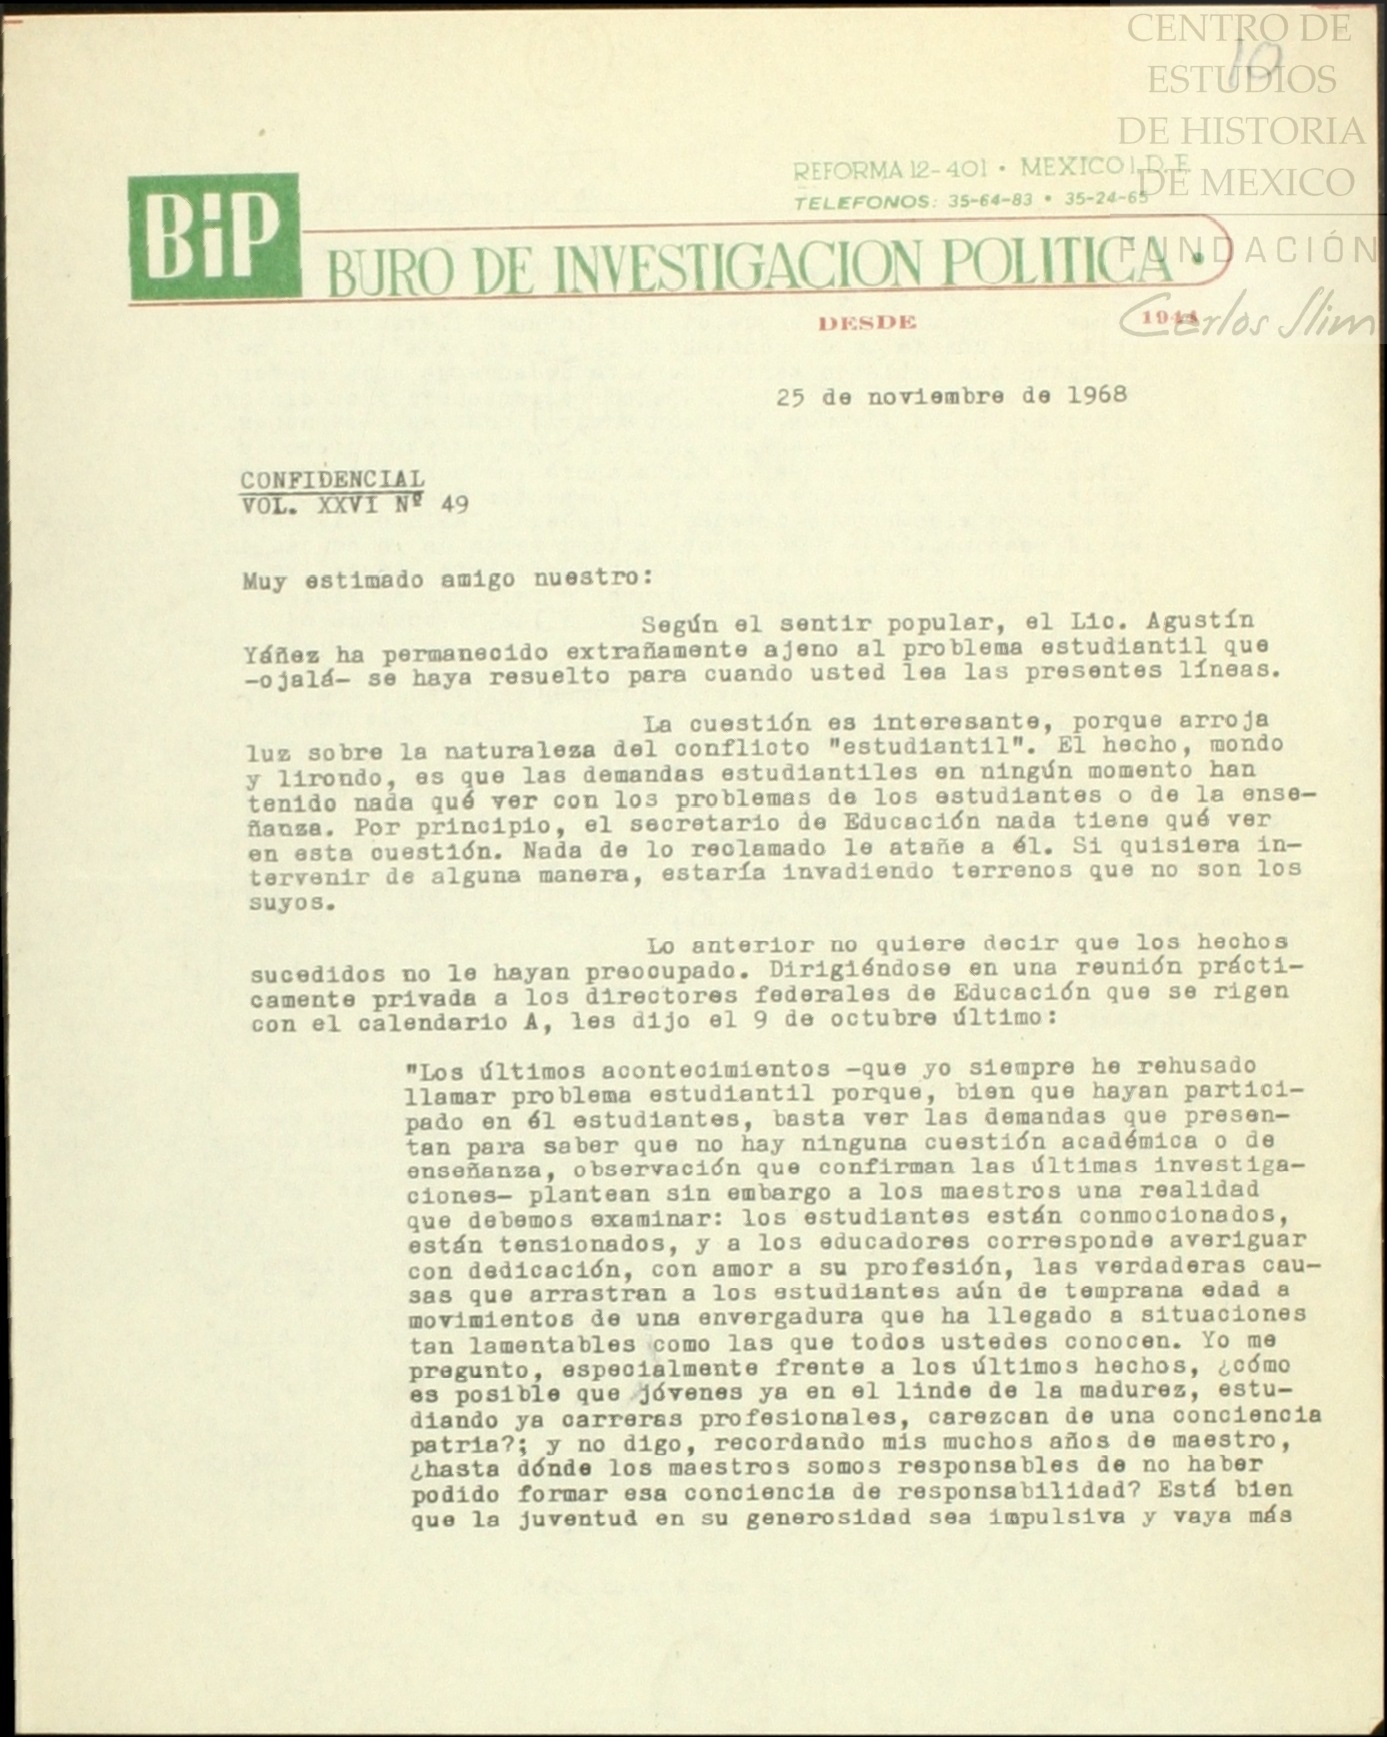 CENTRO DE
ESTUDIOS
DE HISTORIA
DE MEXICO
FUNDACIÓN
Carlos Slim
10
REFORMA 12-401 • MEXICO 1, D. F.
TELEFONOS: 35-64-83 • 35-24-65
BiP BURO DE INVESTIGACION POLITICA •
DESDE 1944
25 de noviembre de 1968
CONFIDENCIAL
VOL. XXVI Nº 49
Muy estimado amigo nuestro:
Según el sentir popular, el Lic. Agustín
Yáñez ha permanecido extrañamente ajeno al problema estudiantil que
-ojalá- se haya resuelto para cuando usted lea las presentes líneas.
La cuestión es interesante, porque arroja
luz sobre la naturaleza del conflicto "estudiantil". El hecho, mondo
y lirondo, es que las demandas estudiantiles en ningún momento han
tenido nada qué ver con los problemas de los estudiantes o de la ense-
ñanza. Por principio, el secretario de Educación nada tiene qué ver
en esta cuestión. Nada de lo reclamado le atañe a él. Si quisiera in-
tervenir de alguna manera, estaría invadiendo terrenos que no son los
suyos.
Lo anterior no quiere decir que los hechos
sucedidos no le hayan preocupado. Dirigiéndose en una reunión prácti-
camente privada a los directores federales de Educación que se rigen
con el calendario A, les dijo el 9 de octubre último:
"Los últimos acontecimientos -que yo siempre he rehusado
llamar problema estudiantil porque, bien que hayan partici-
pado en él estudiantes, basta ver las demandas que presen-
tan para saber que no hay ninguna cuestión académica o de
enseñanza, observación que confirman las últimas investiga-
ciones- plantean sin embargo a los maestros una realidad
que debemos examinar: los estudiantes están conmocionados,
están tensionados, y a los educadores corresponde averiguar
con dedicación, con amor a su profesión, las verdaderas cau-
sas que arrastran a los estudiantes aún de temprana edad a
movimientos de una envergadura que ha llegado a situaciones
tan lamentables como las que todos ustedes conocen. Yo me
pregunto, especialmente frente a los últimos hechos, ¿cómo
es posible que jóvenes ya en el linde de la madurez, estu-
diando ya carreras profesionales, carezcan de una conciencia
patria?; y no digo, recordando mis muchos años de maestro,
¿hasta dónde los maestros somos responsables de no haber
podido formar esa conciencia de responsabilidad? Está bien
que la juventud en su generosidad sea impulsiva y vaya más